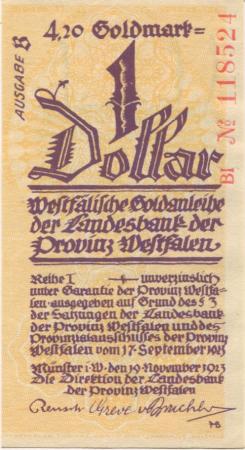 AUSGABE B
4,20 Goldmark =
1
Dollar
BI № 118524
Westfälische Goldanleihe
der Landesbank der
Provinz Westfalen
Reihe I unverzinslich
unter Garantie der Provinz Westfa-
len-ausgegeben auf Grund des § 3
der Satzungen der Landesbank
der Provinz Westfalen und des
Provinzialausschusses der Provinz
Westfalen vom 17. September 1923
Münster i. W. den 19 November 1923
Die Direktion der Landesbank
der Provinz Westfalen
Reusch Greve